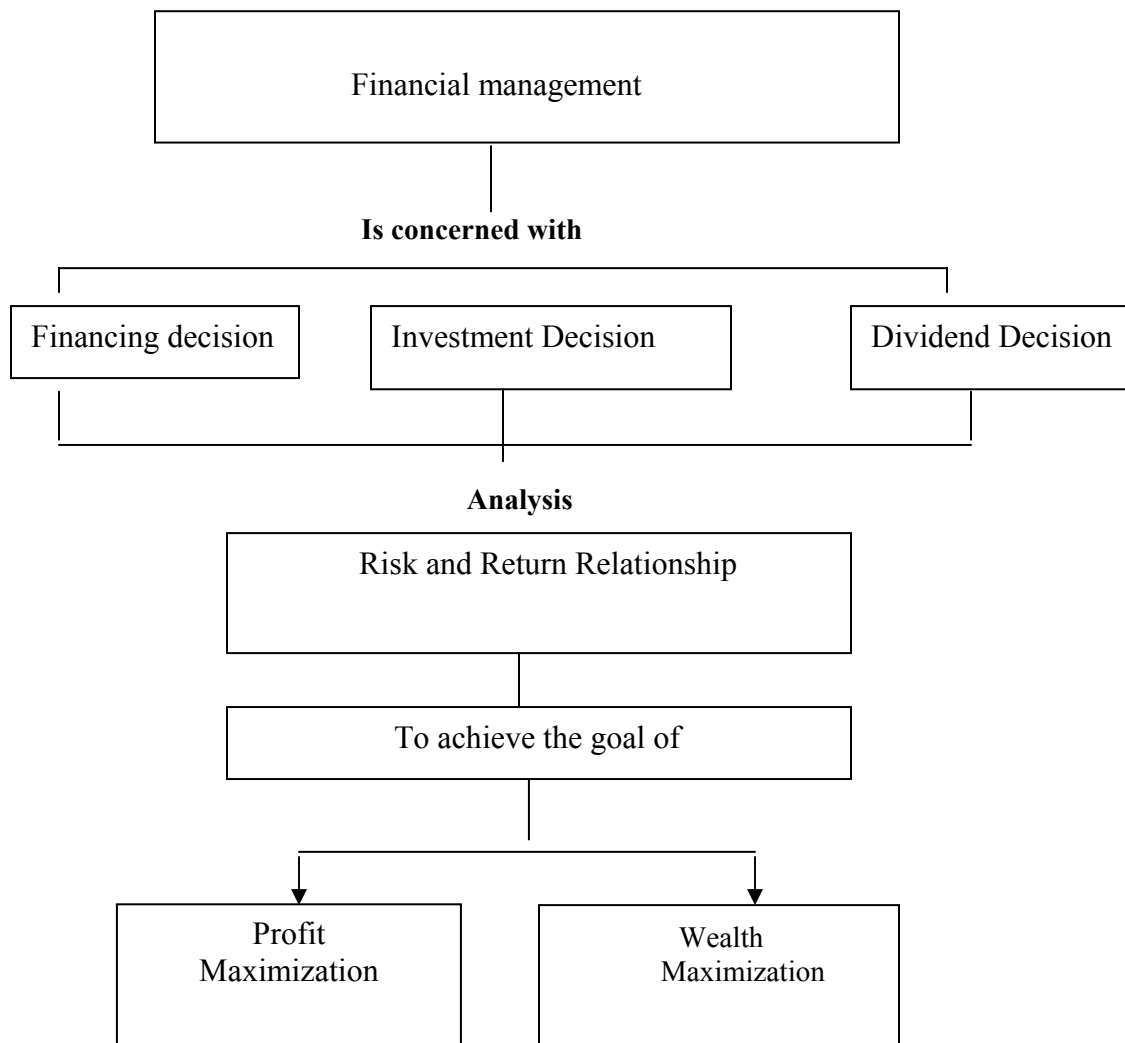 Financial management
Is concerned with
Financing decision
Investment Decision
Dividend Decision
Analysis
Risk and Return Relationship
To achieve the goal of
Profit
Maximization
Wealth
Maximization